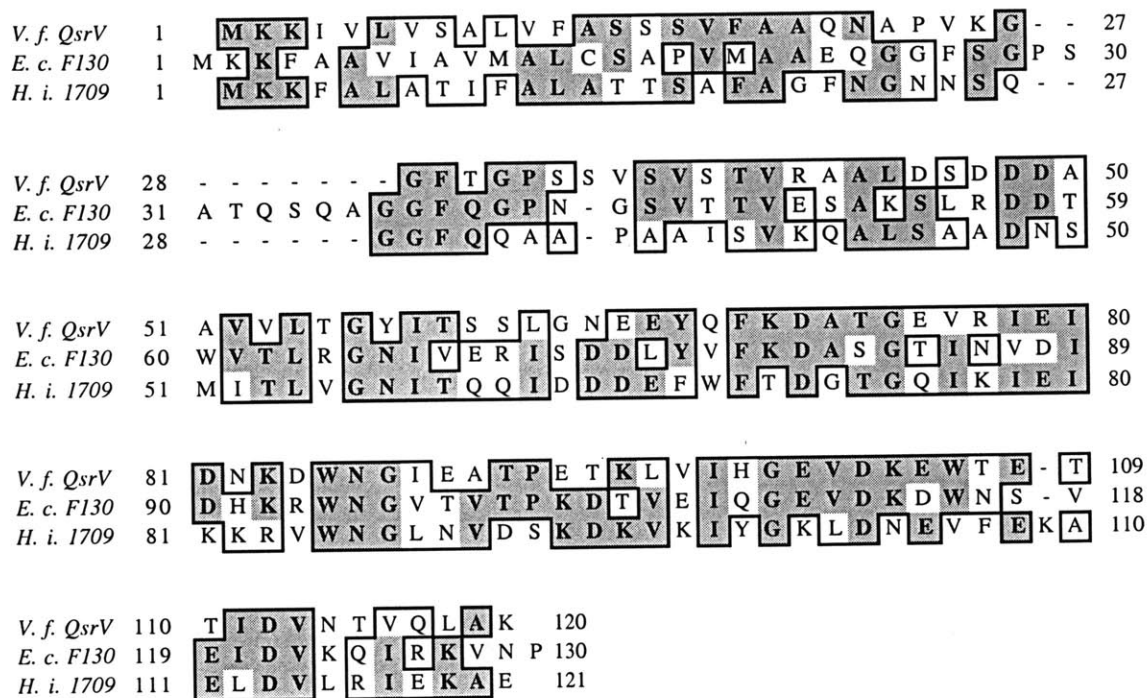 V. f. QsrV 1 M K K I V L V S A L V F A S S S V F A A Q N A P V K G - - 27
E. c. F130 1 M K K F A A V I A V M A L C S A P V M A A E Q G G F S G P S 30
H. i. 1709 1 M K K F A L A T I F A L A T T S A F A G F N G N N S Q - - 27
V. f. QsrV 28 - - - - - - - G F T G P S S V S V S T V R A A L D S D D D A 50
E. c. F130 31 A T Q S Q A G G F Q G P N - G S V T T V E S A K S L R D D T 59
H. i. 1709 28 - - - - - - G G F Q Q A A - P A A I S V K Q A L S A A D N S 50
V. f. QsrV 51 A V V L T G Y I T S S L G N E E Y Q F K D A T G E V R I E I 80
E. c. F130 60 W V T L R G N I V E R I S D D L Y V F K D A S G T I N V D I 89
H. i. 1709 51 M I T L V G N I T Q Q I D D D E F W F T D G T G Q I K I E I 80
V. f. QsrV 81 D N K D W N G I E A T P E T K L V I H G E V D K E W T E - T 109
E. c. F130 90 D H K R W N G V T V T P K D T V E I Q G E V D K D W N S - V 118
H. i. 1709 81 K K R V W N G L N V D S K D K V K I Y G K L D N E V F E K A 110
V. f. QsrV 110 T I D V N T V Q L A K 120
E. c. F130 119 E I D V K Q I R K V N P 130
H. i. 1709 111 E L D V L R I E K A E 121